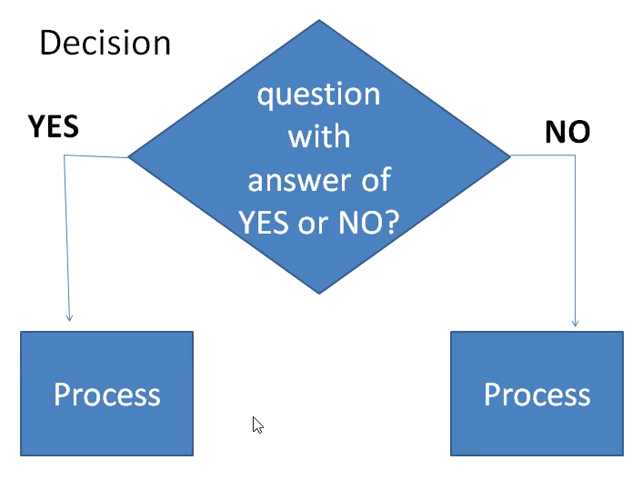 Decision
YES
question
with
answer of
YES or NO?
NO
Process
Process